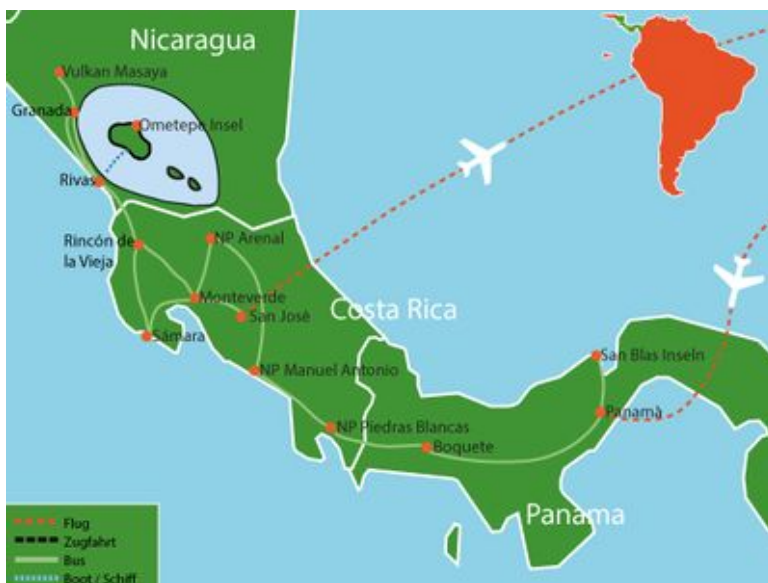 Nicaragua
Vulkan Masaya
Granada
Ometepe Insel
Rivas
Rincón de
la Vieja
NP Arenal
Monteverde
San José
Costa Rica
Sámara
NP Manuel Antonio
San Blas Inseln
NP Piedras Blancas
Panamà
Boquete
Panama
Flug
Zugfahrt
Bus
Boot / Schiff